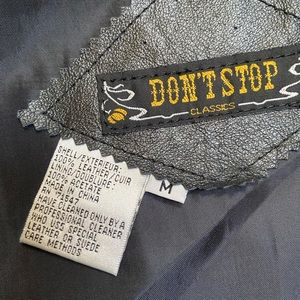 DON'T STOP
CLASSICS
M
SHELL/EXTERIEUR:
100% LEATHER/CUIR
LINING/DOUBLURE:
100% ACETATE
MADE IN CHINA
RN 71647
HAVE CLEANED ONLY BY A
PROFESSIONAL CLEANER
WHO USES SPECIAL
LEATHER OR SUEDE
CARE METHODS.